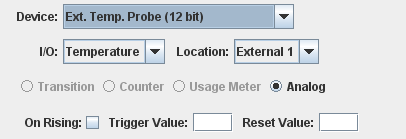 Device: Ext. Temp. Probe (12 bit)
I/O: Temperature Location: External 1
Transition Counter Usage Meter Analog
On Rising: Trigger Value: Reset Value: